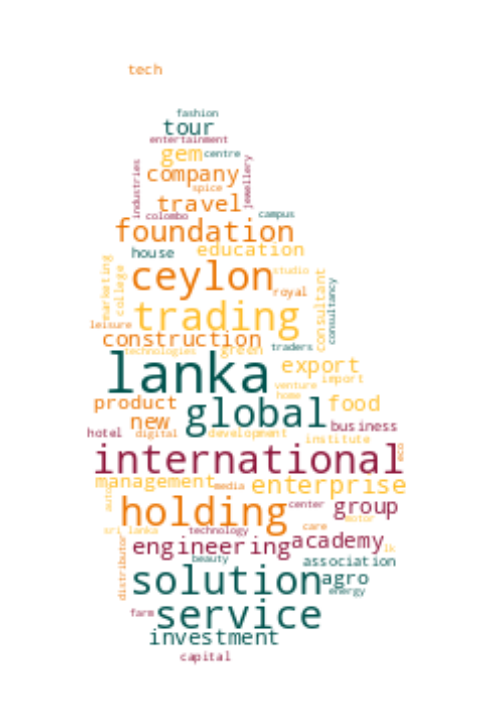 tech
fashion
tour
entertainment
gem centre
company
industries
spice
jewellery
travel
colombo campus
foundation
house education
ceylon studio
marketing
college
royal
consultant
consultancy
trading
leisure
construction traders
technologies green
lanka export
import
venture
home
product food
new global business
hotel digital development institute
international
eco
management media enterprise
auto
holding center group
motor
sri lanka technology care
engineering academy lk
beauty association
distributor
solution agro
energy
farm service
investment
capital